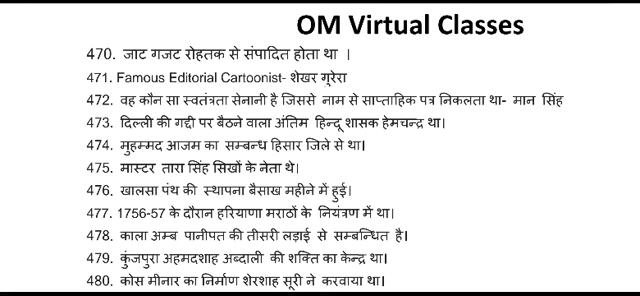 OM Virtual Classes
470. जाट गजट रोहतक से संपादित होता था ।
471. Famous Editorial Cartoonist- शेखर गूरेरा
472. वह कौन सा स्वतंत्रता सेनानी है जिससे नाम से साप्ताहिक पत्र निकलता था- मान सिंह
473. दिल्ली की गद्दी पर बैठने वाला अंतिम हिन्दू शासक हेमचन्द्र था।
474. मुहम्मद आजम का सम्बन्ध हिसार जिले से था।
475. मास्टर तारा सिंह सिखों के नेता थे।
476. खालसा पंथ की स्थापना बैसाख महीने में हुई।
477. 1756-57 के दौरान हरियाणा मराठों के नियंत्रण में था।
478. काला अम्ब पानीपत की तीसरी लड़ाई से सम्बन्धित है।
479. कुंजपुरा अहमदशाह अब्दाली की शक्ति का केन्द्र था।
480. कोस मीनार का निर्माण शेरशाह सूरी ने करवाया था।